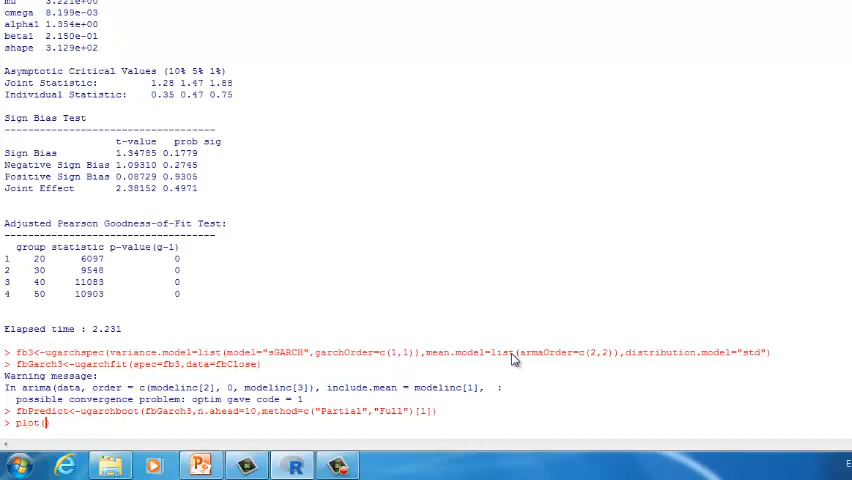 mu      3.221e+00
omega   8.199e-03
alpha1  1.354e+00
beta1   2.150e-01
shape   3.129e+02
Asymptotic Critical Values (10% 5% 1%)
Joint Statistic:         1.28 1.47 1.88
Individual Statistic:    0.35 0.47 0.75
Sign Bias Test
------------------------------------
                   t-value   prob sig
Sign Bias          1.34785 0.1779
Negative Sign Bias 1.09310 0.2745
Positive Sign Bias 0.08729 0.9305
Joint Effect       2.38152 0.4971
Adjusted Pearson Goodness-of-Fit Test:
------------------------------------
  group statistic p-value(g-1)
1    20      6097            0
2    30      9548            0
3    40     11083            0
4    50     10903            0
Elapsed time : 2.231
> fb3<-ugarchspec(variance.model=list(model="sGARCH",garchOrder=c(1,1)),mean.model=list(armaOrder=c(2,2)),distribution.model="std")
> fbGarch3<-ugarchfit(spec=fb3,data=fbClose)
Warning message:
In arima(data, order = c(modelinc[2], 0, modelinc[3]), include.mean = modelinc[1],  :
  possible convergence problem: optim gave code = 1
> fbPredict<-ugarchboot(fbGarch3,n.ahead=10,method=c("Partial","Full")[1])
> plot()